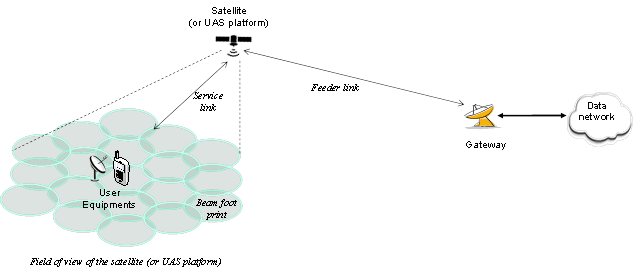 Satellite
(or UAS platform)
Feeder link
Service
link
Data
network
Gateway
User
Equipments
Beam foot
print
Field of view of the satellite (or UAS platform)